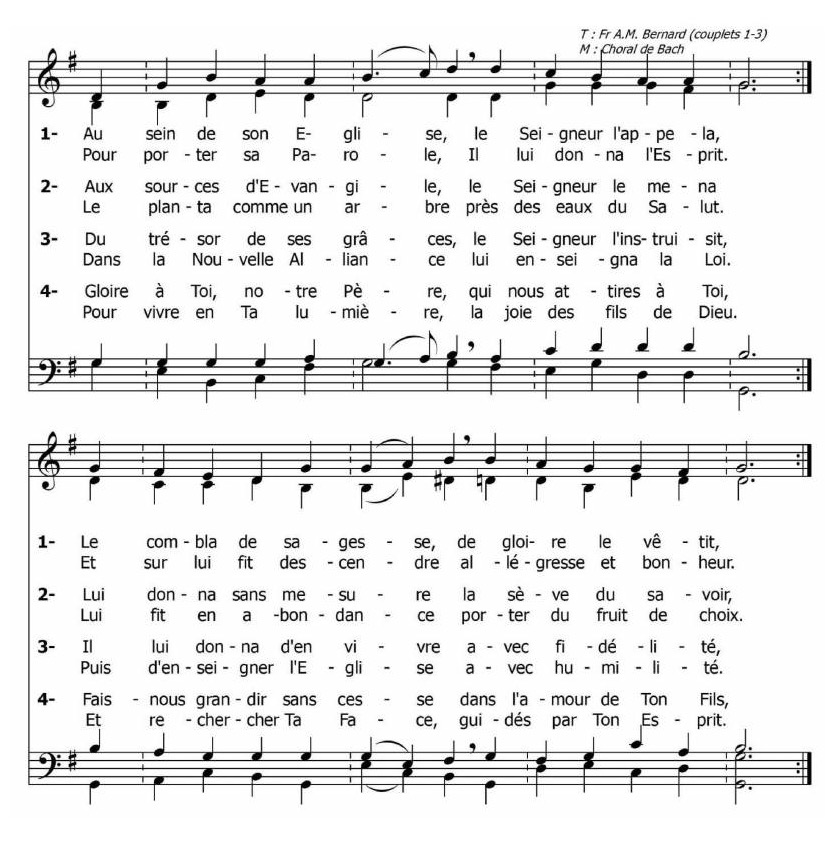 T : Fr A.M. Bernard (couplets 1-3)
M : Choral de Bach
1- Au sein de son E- gli - se, le Sei - gneur l'ap - pe - la,
Pour por - ter sa Pa- ro - le, Il lui don - na l'Es - prit.
2- Aux sour - ces d'E - van - gi - le, le Seigneur le me - na
Le plan - ta comme un ar - bre près des eaux du Sa - lut.
3- Du tré - sor de ses grâ - ces, le Sei - gneur l'ins- trui - sit,
Dans la Nou - velle Al - lian - ce lui en - sei - gna la Loi.
4- Gloire à Toi, no - tre Pè - re, qui nous at - tires à Toi,
Pour vivre en Ta lu - miè - re, la joie des fils de Dieu.
1- Le com - bla de sa - ges - se, de gloi- re le vê - tit,
Et sur lui fit des - cen - dre al - lé - gresse et bon - heur.
2- Lui don - na sans me - su - re la sè - ve du sa - voir,
Lui fit en a -bon - dan - ce por - ter du fruit de choix.
3- Il lui don - na d'en vi - vre a - vec fi - dé - li - té,
Puis d'en - sei - gner l'E - gli - se a - vec hu - mi - li - té.
4- Fais - nous gran - dir sans ces - se dans l'a - mour de Ton Fils,
Et re - cher - cher Ta Fa - ce, gui - dés par Ton Es - prit.